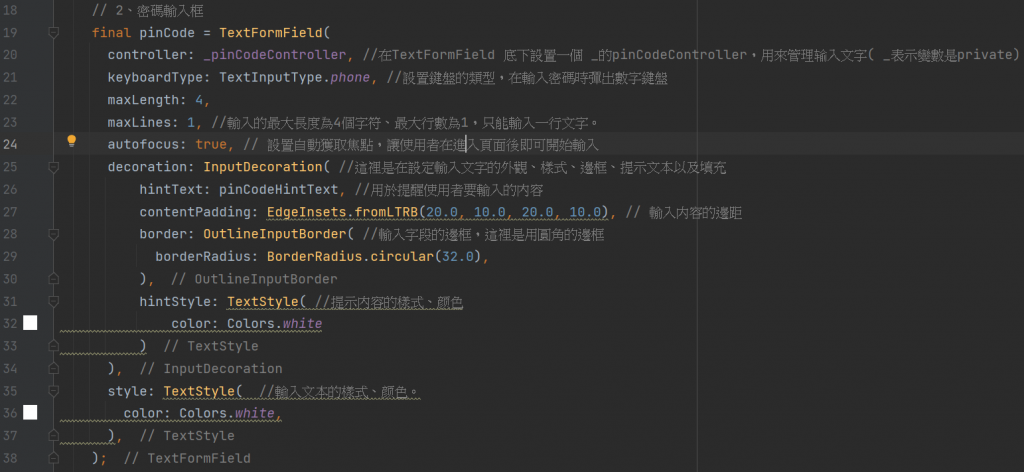 18 // 2、密碼輸入框
19 final pinCode = TextFormField(
20 controller: _pinCodeController, //在TextFormField 底下設置一個 _的pinCodeController，用來管理输入文字( _表示變數是private)
21 keyboardType: TextInputType.phone, //設置鍵盤的類型，在輸入密碼時彈出數字鍵盤
22 maxLength: 4,
23 maxLines: 1, //輸入的最大長度為4個字符、最大行數為1，只能輸入一行文字。
24 autofocus: true, // 設置自動獲取焦點，讓使用者在進入頁面後即可開始輸入
25 decoration: InputDecoration( //這裡是在設定輸入文字的外觀、樣式、邊框、提示文本以及填充
26 hintText: pinCodeHintText, //用於提醒使用者要輸入的內容
27 contentPadding: EdgeInsets.fromLTRB(20.0, 10.0, 20.0, 10.0), // 輸入内容的邊距
28 border: OutlineInputBorder( //輸入字段的邊框，這裡是用圓角的邊框
29 borderRadius: BorderRadius.circular(32.0),
30 ), // OutlineInputBorder
31 hintStyle: TextStyle( //提示内容的樣式、顏色
32 color: Colors.white
33 ) // TextStyle
34 ), // InputDecoration
35 style: TextStyle( //輸入文本的樣式、顏色。
36 color: Colors.white,
37 ), // TextStyle
38 ); // TextFormField